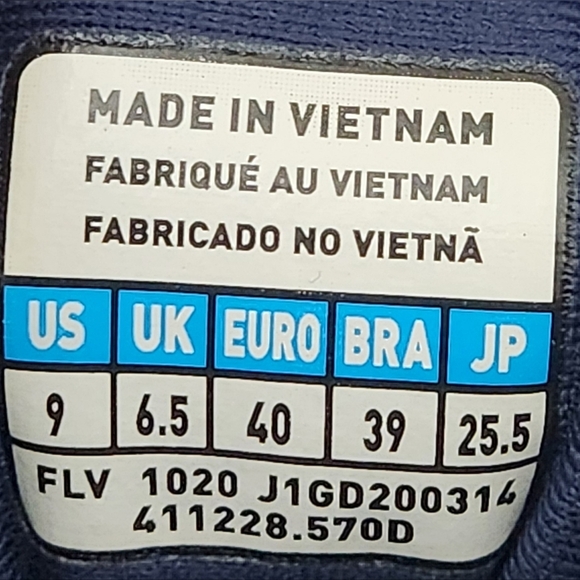 MADE IN VIETNAM
FABRIQUÉ AU VIETNAM
FABRICADO NO VIETNÃ
US UK EURO BRA JP
9 6.5 40 39 25.5
FLV 1020 J1GD200314
411228.570D